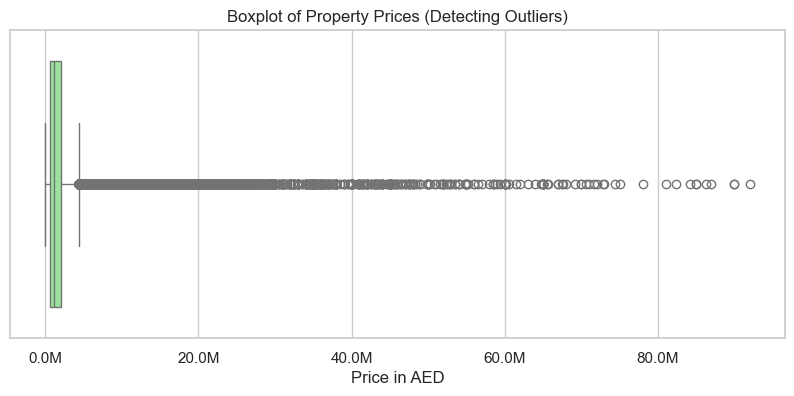 Boxplot of Property Prices (Detecting Outliers)
0.0M 20.0M 40.0M 60.0M 80.0M
Price in AED